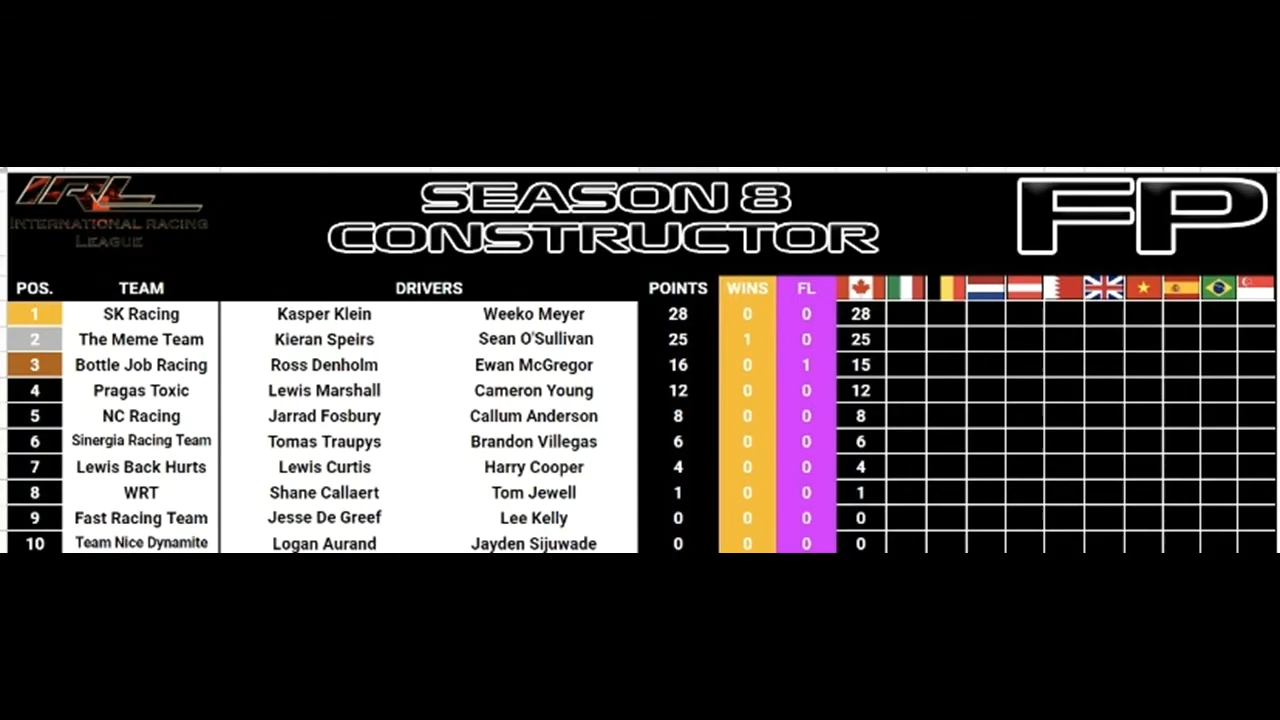 IRL
INTERNATIONAL RACING
LEAGUE
SEASON 8
CONSTRUCTOR
FP
POS. TEAM DRIVERS POINTS WINS FL
1 SK Racing Kasper Klein Weeko Meyer 28 0 0 28
2 The Meme Team Kieran Speirs Sean O'Sullivan 25 1 0 25
3 Bottle Job Racing Ross Denholm Ewan McGregor 16 0 1 15
4 Pragas Toxic Lewis Marshall Cameron Young 12 0 0 12
5 NC Racing Jarrad Fosbury Callum Anderson 8 0 0 8
6 Sinergia Racing Team Tomas Traupys Brandon Villegas 6 0 0 6
7 Lewis Back Hurts Lewis Curtis Harry Cooper 4 0 0 4
8 WRT Shane Callaert Tom Jewell 1 0 0 1
9 Fast Racing Team Jesse De Greef Lee Kelly 0 0 0 0
10 Team Nice Dynamite Logan Aurand Jayden Sijuwade 0 0 0 0